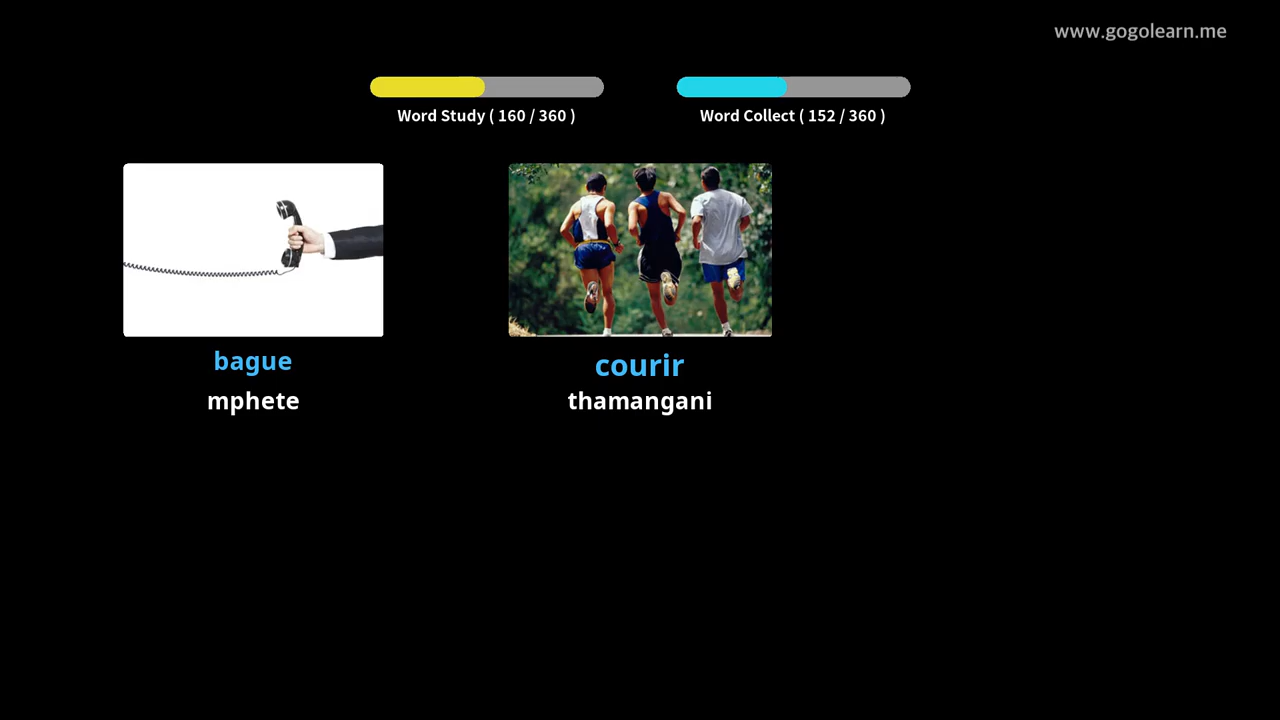 www.gogolearn.me
Word Study ( 160 / 360 )
Word Collect ( 152 / 360 )
bague
mphete
courir
thamangani